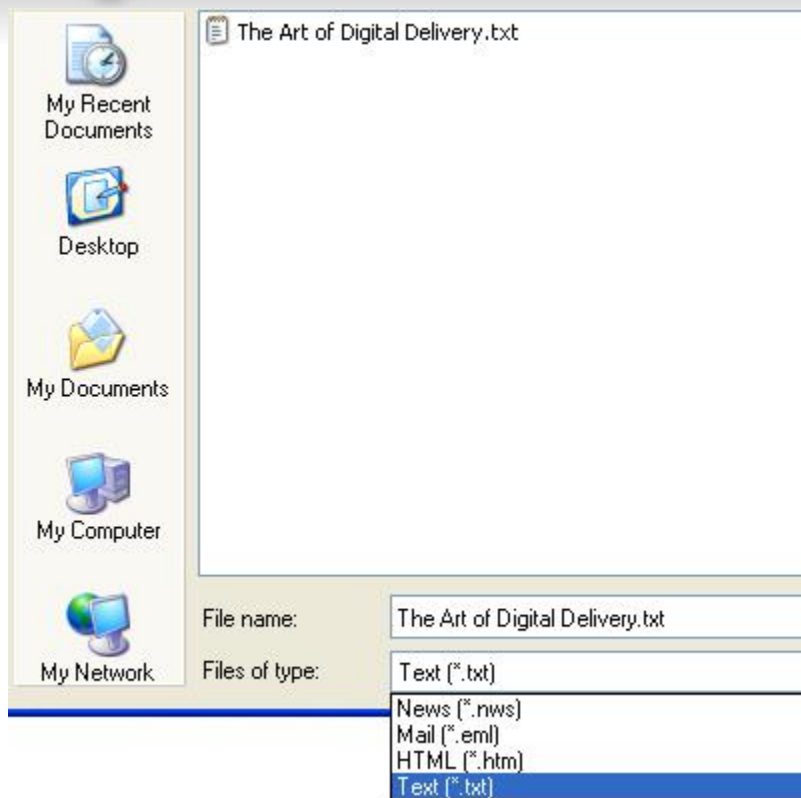 The Art of Digital Delivery.txt
My Recent
Documents
Desktop
My Documents
My Computer
My Network
File name:
The Art of Digital Delivery.txt
Files of type:
Text (*.txt)
News (*.nws)
Mail (*.eml)
HTML (*.htm)
Text (*.txt)